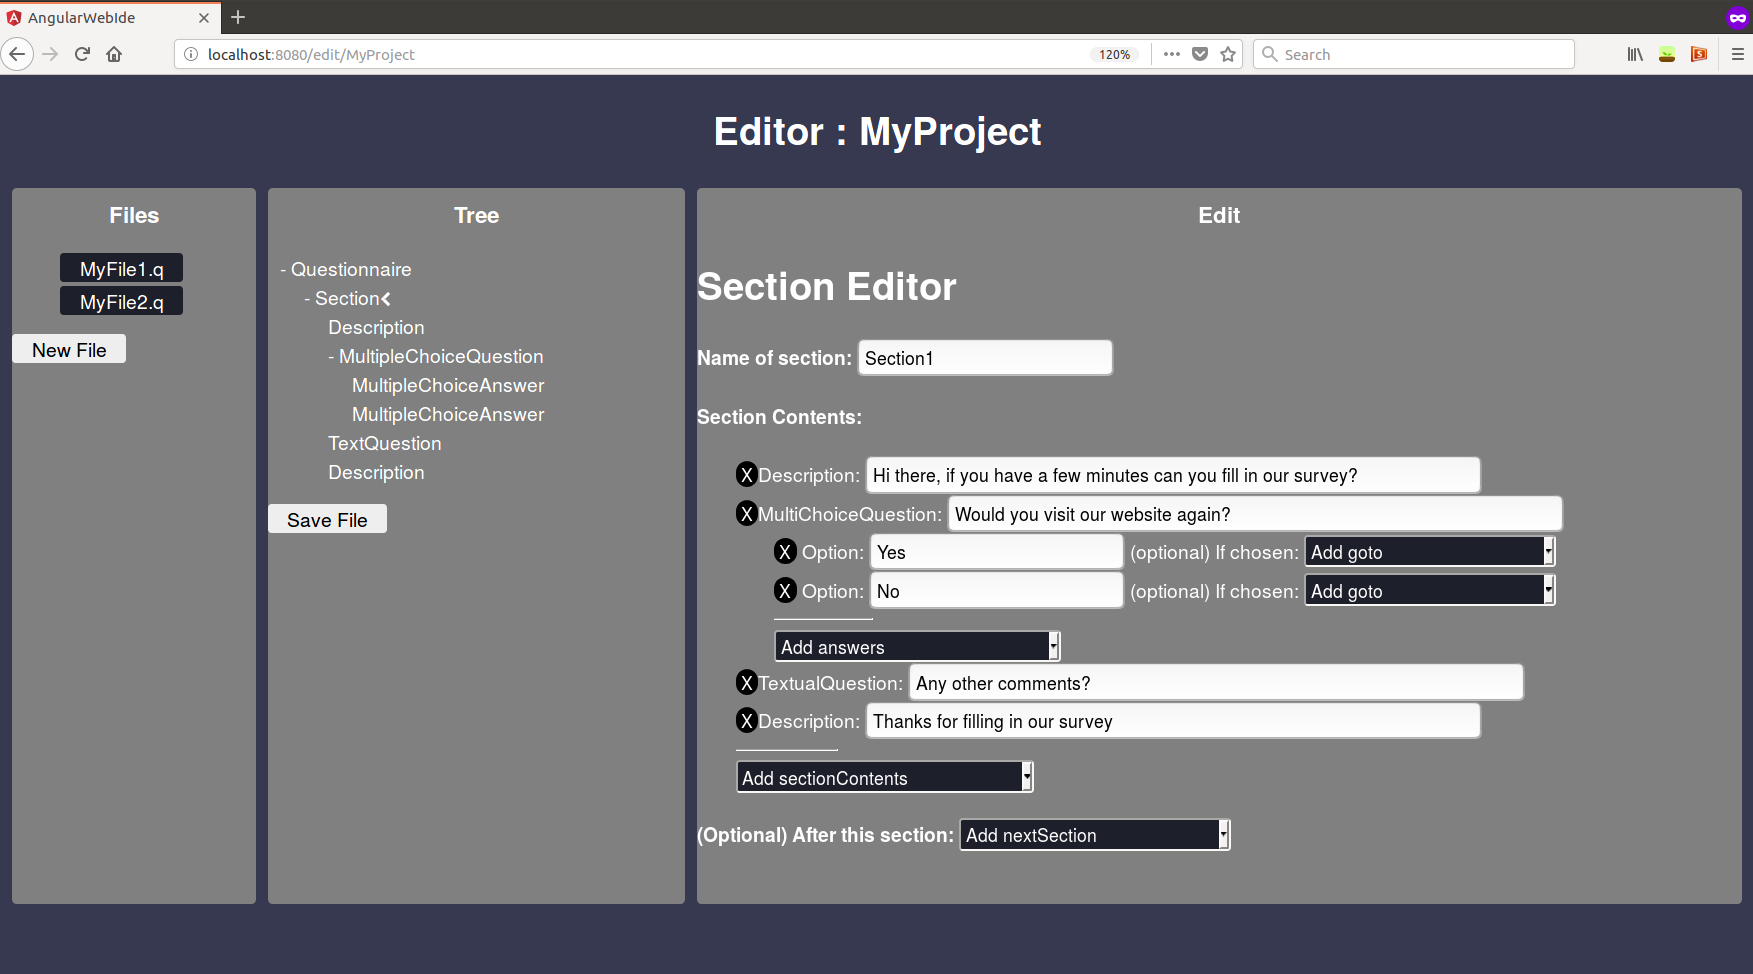 AngularWebIde
localhost:8080/edit/MyProject 120% Search
Editor : MyProject
Files
MyFile1.q
MyFile2.q
New File
Tree
- Questionnaire
- Section
Description
- MultipleChoiceQuestion
MultipleChoiceAnswer
MultipleChoiceAnswer
TextQuestion
Description
Save File
Edit
Section Editor
Name of section: Section1
Section Contents:
X Description: Hi there, if you have a few minutes can you fill in our survey?
X MultiChoiceQuestion: Would you visit our website again?
X Option: Yes (optional) If chosen: Add goto
X Option: No (optional) If chosen: Add goto
Add answers
X TextualQuestion: Any other comments?
X Description: Thanks for filling in our survey
Add sectionContents
(Optional) After this section: Add nextSection